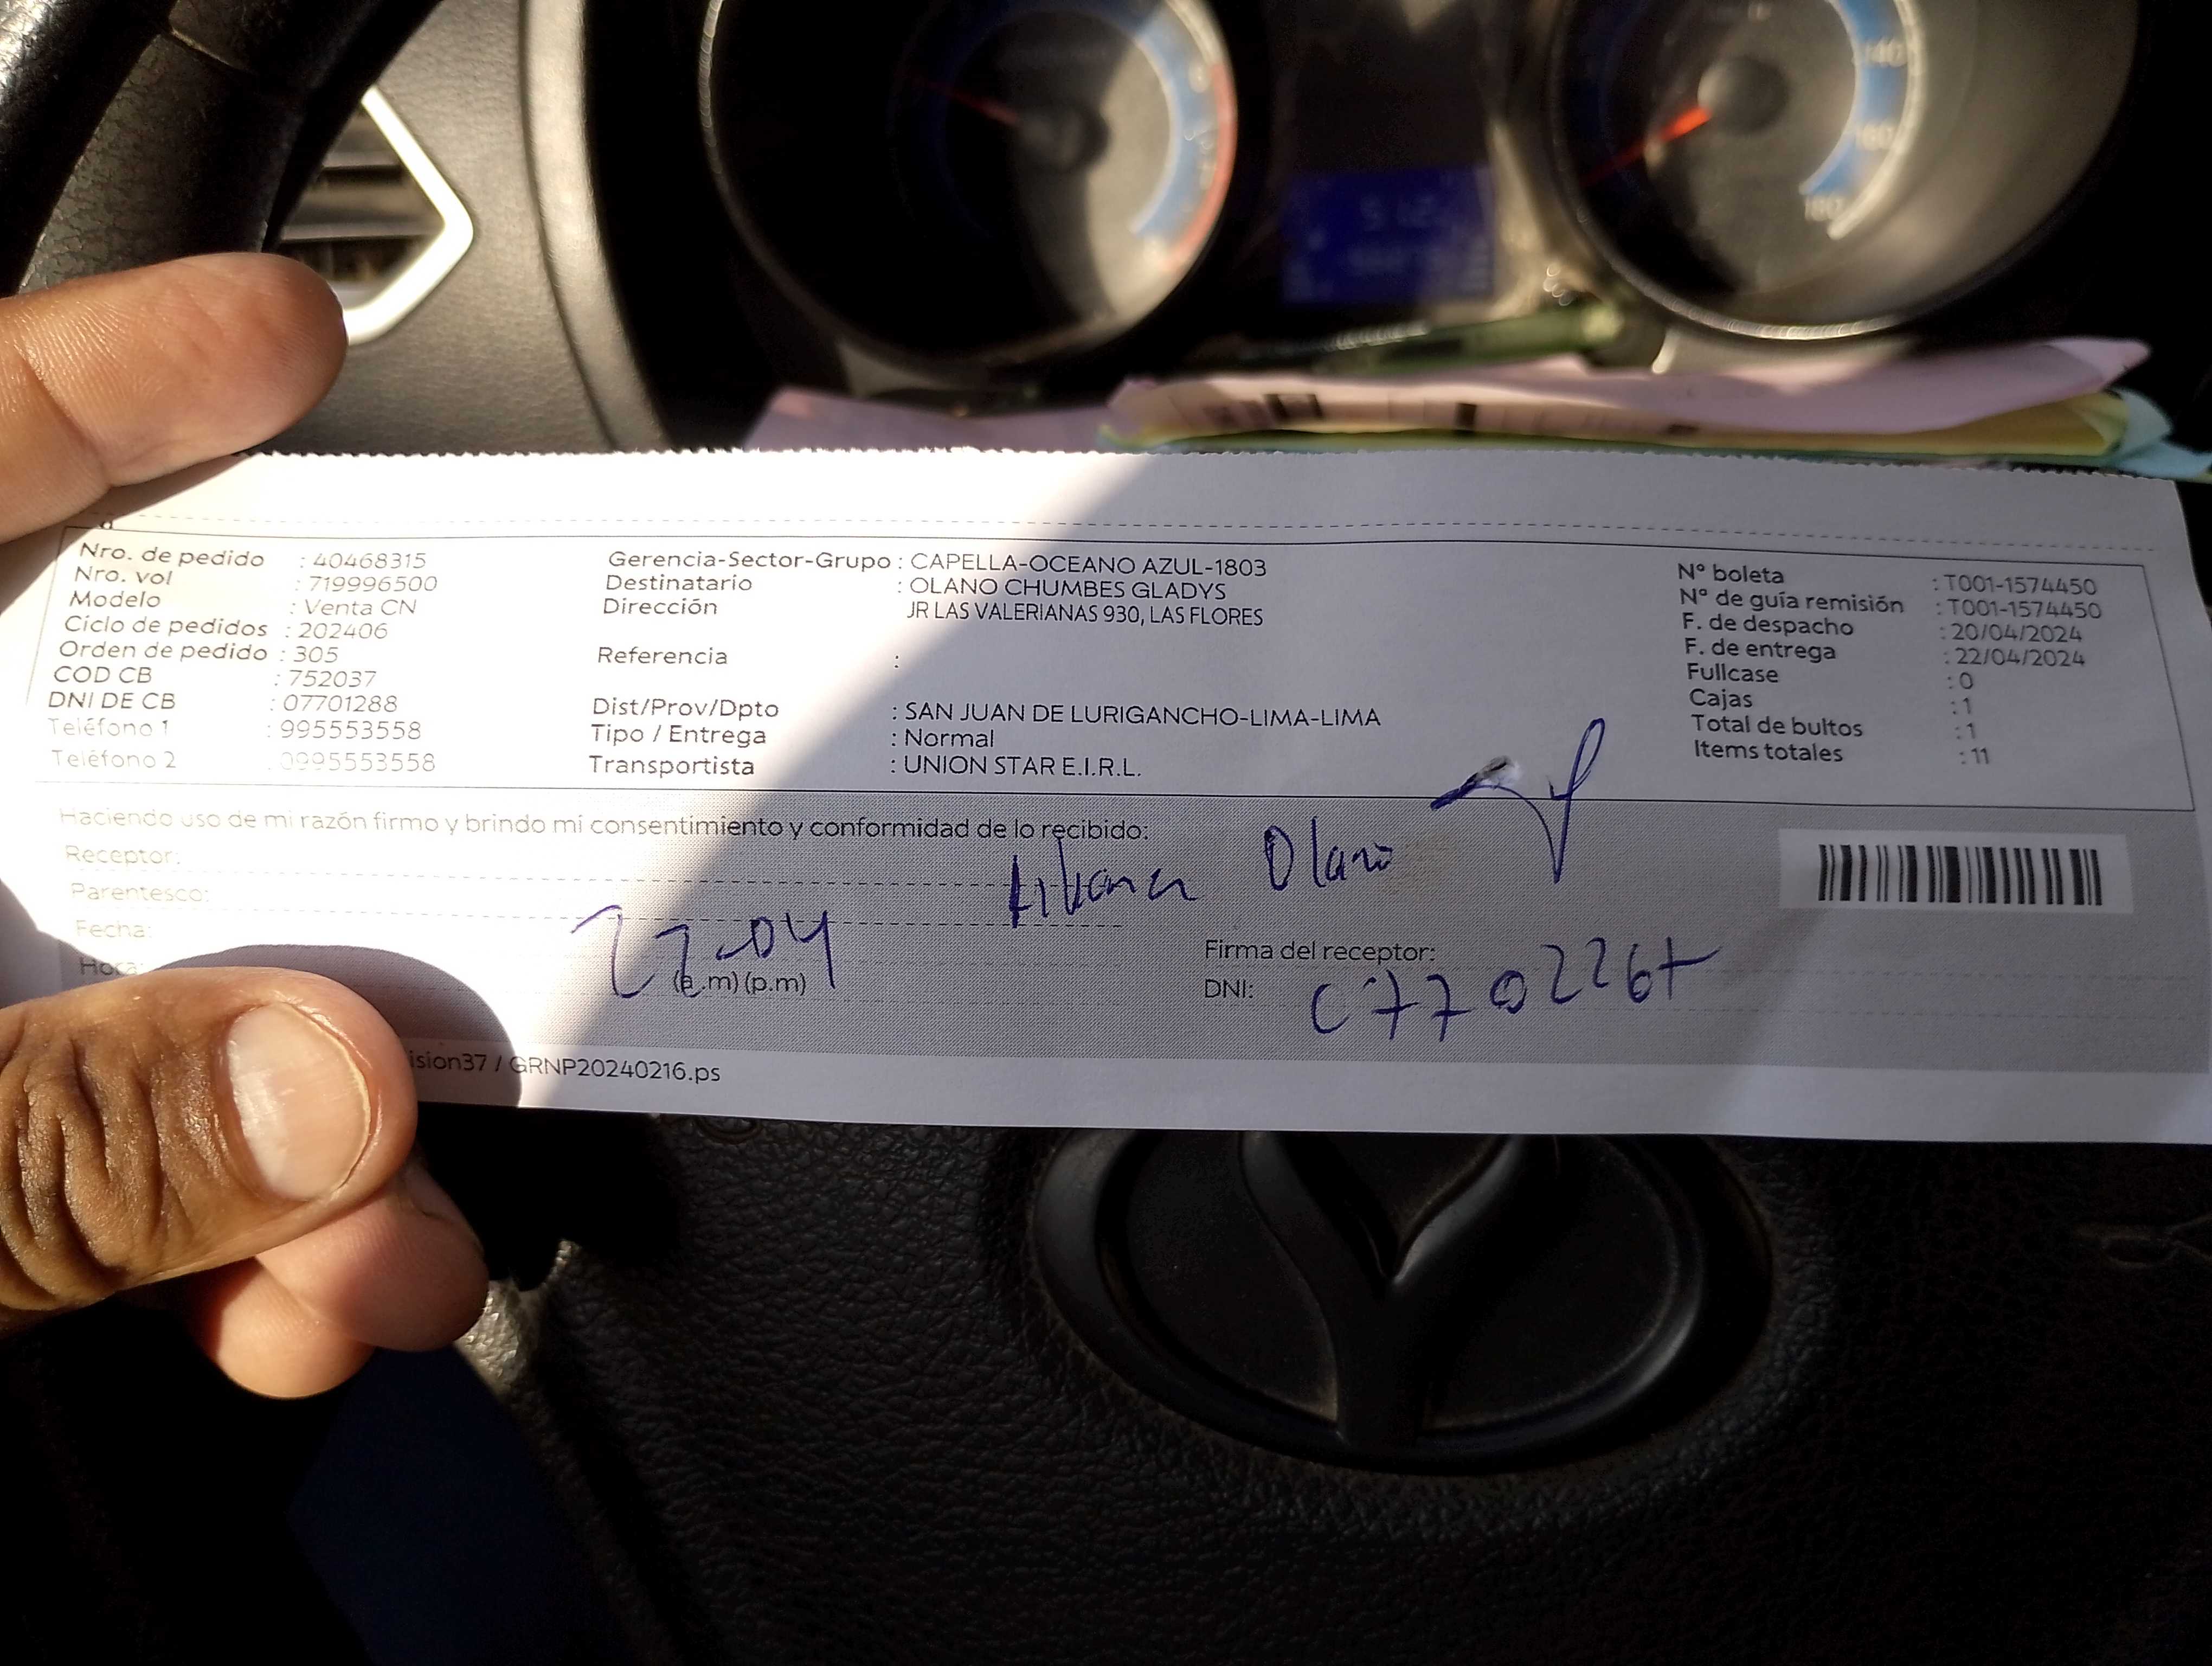 Nro. de pedido : 40468315
Nro. vol : 719996500
Modelo : Venta CN
Ciclo de pedidos : 202406
Orden de pedido : 305
COD CB : 752037
DNI DE CB : 07701288
Teléfono 1 : 995553558
Teléfono 2 : 0995553558
Gerencia-Sector-Grupo : CAPELLA-OCEANO AZUL-1803
Destinatario : OLANO CHUMBES GLADYS
Dirección JR LAS VALERIANAS 930, LAS FLORES
Referencia :
Dist/Prov/Dpto : SAN JUAN DE LURIGANCHO-LIMA-LIMA
Tipo / Entrega : Normal
Transportista : UNION STAR E.I.R.L.
N° boleta : T001-1574450
N° de guía remisión : T001-1574450
F. de despacho : 20/04/2024
F. de entrega : 22/04/2024
Fullcase : 0
Cajas : 1
Total de bultos : 1
Items totales : 11
Haciendo uso de mi razón firmo y brindo mi consentimiento y conformidad de lo recibido:
Receptor:
Olano
Parentesco:
Fecha:
Hora: (a.m) (p.m)
Firma del receptor:
DNI:
ision37 / GRNP20240216.ps
140
160
180